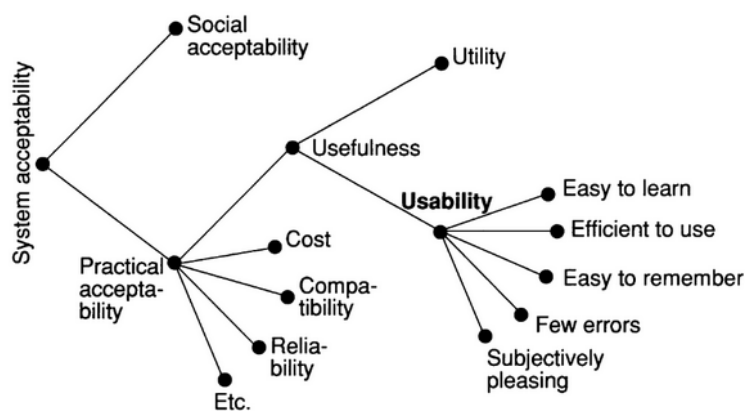 Social
acceptability
Utility
System acceptability
Usefulness
Usability
Easy to learn
Efficient to use
Cost
Practical
accepta-
bility
Compa-
tibility
Easy to remember
Few errors
Relia-
bility
Subjectively
pleasing
Etc.